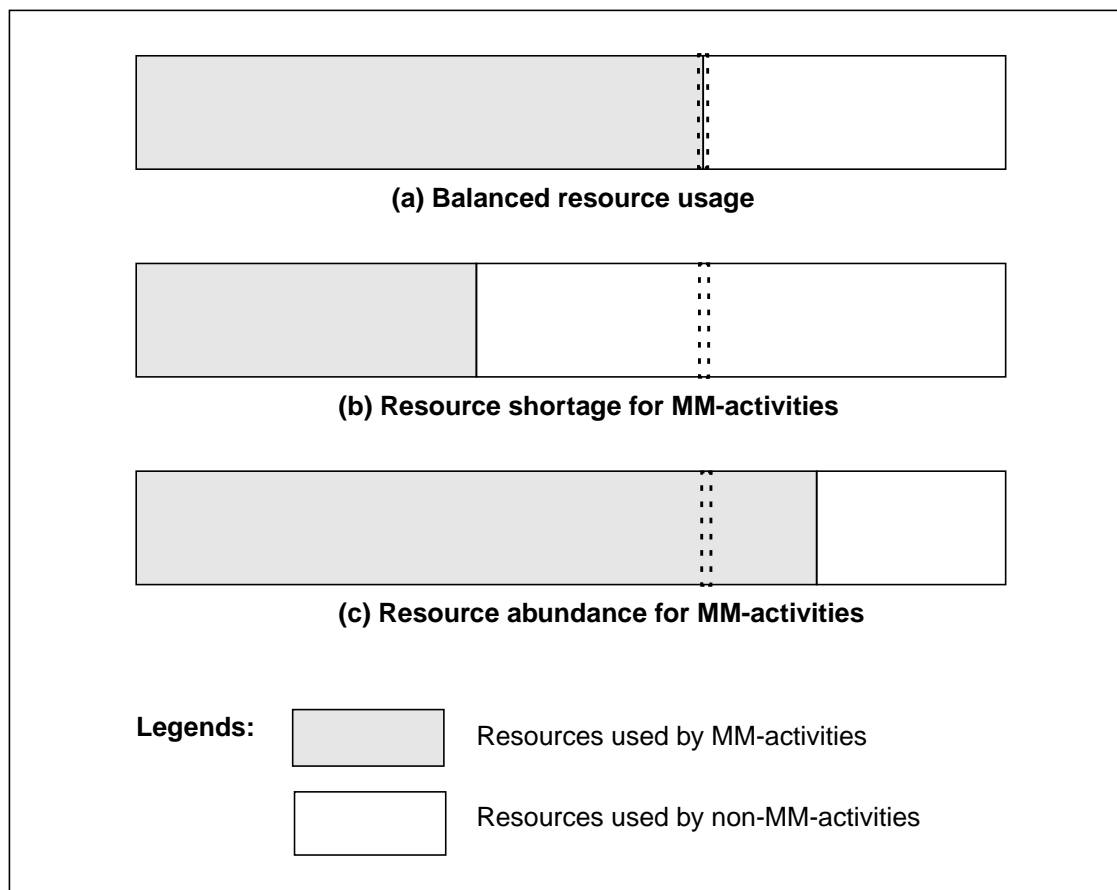 (a) Balanced resource usage
(b) Resource shortage for MM-activities
(c) Resource abundance for MM-activities
Legends:
Resources used by MM-activities
Resources used by non-MM-activities